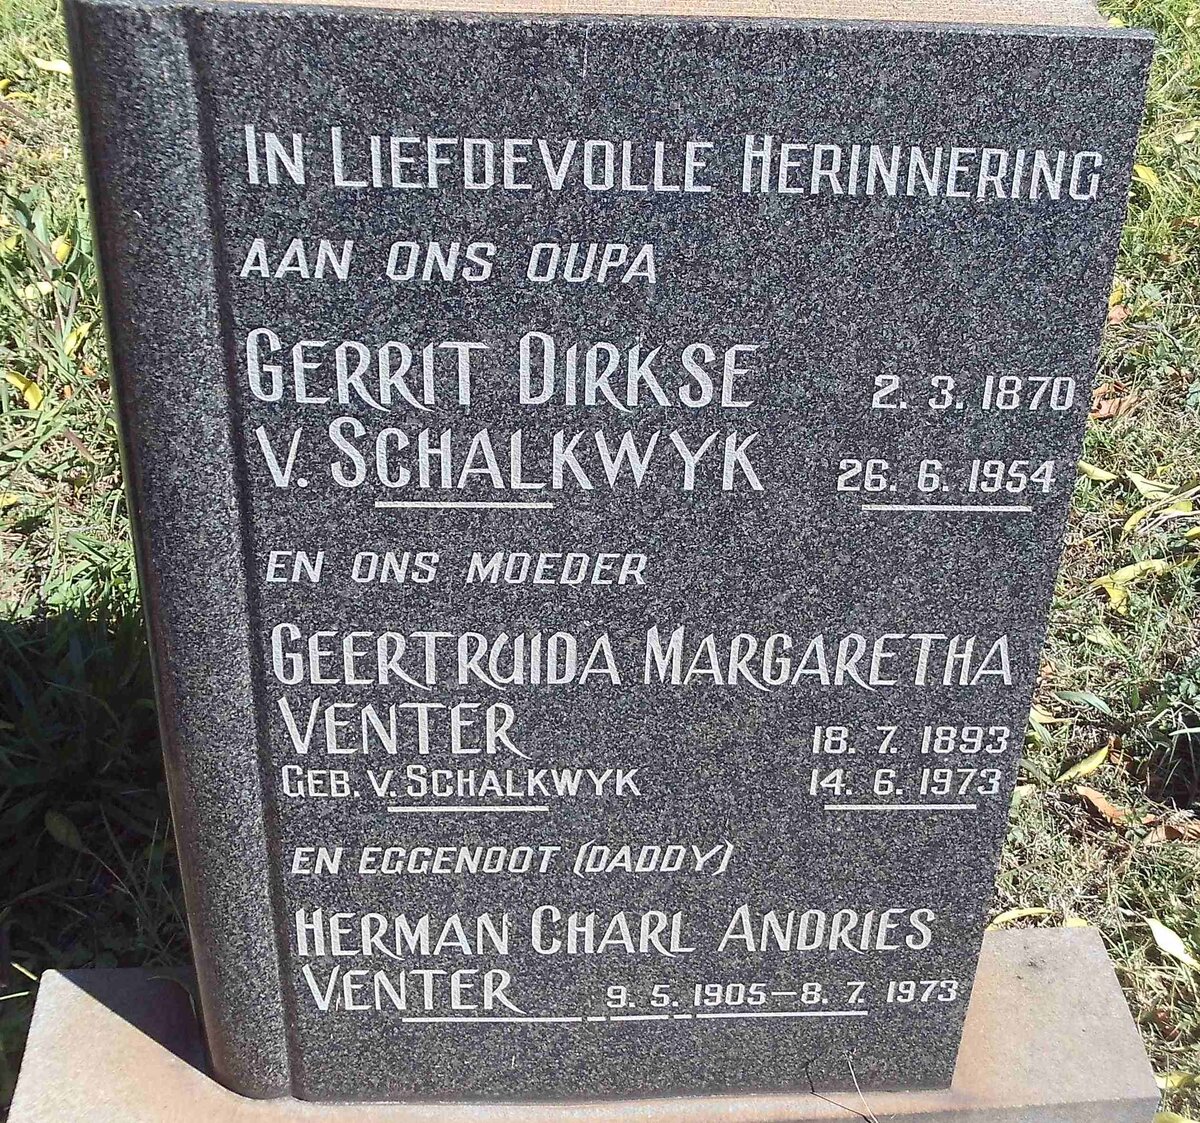 IN LIEFDEVOLLE HERINNERING
AAN ONS OUPA
GERRIT DIRKSE 2. 3. 1870
V. SCHALKWYK 26. 6. 1954
EN ONS MOEDER
GEERTRUIDA MARGARETHA
VENTER 18. 7. 1893
GEB. V. SCHALKWYK 14. 6. 1973
EN EGGENOOT (DADDY)
HERMAN CHARL ANDRIES
VENTER 9. 5. 1905-8. 7. 1973